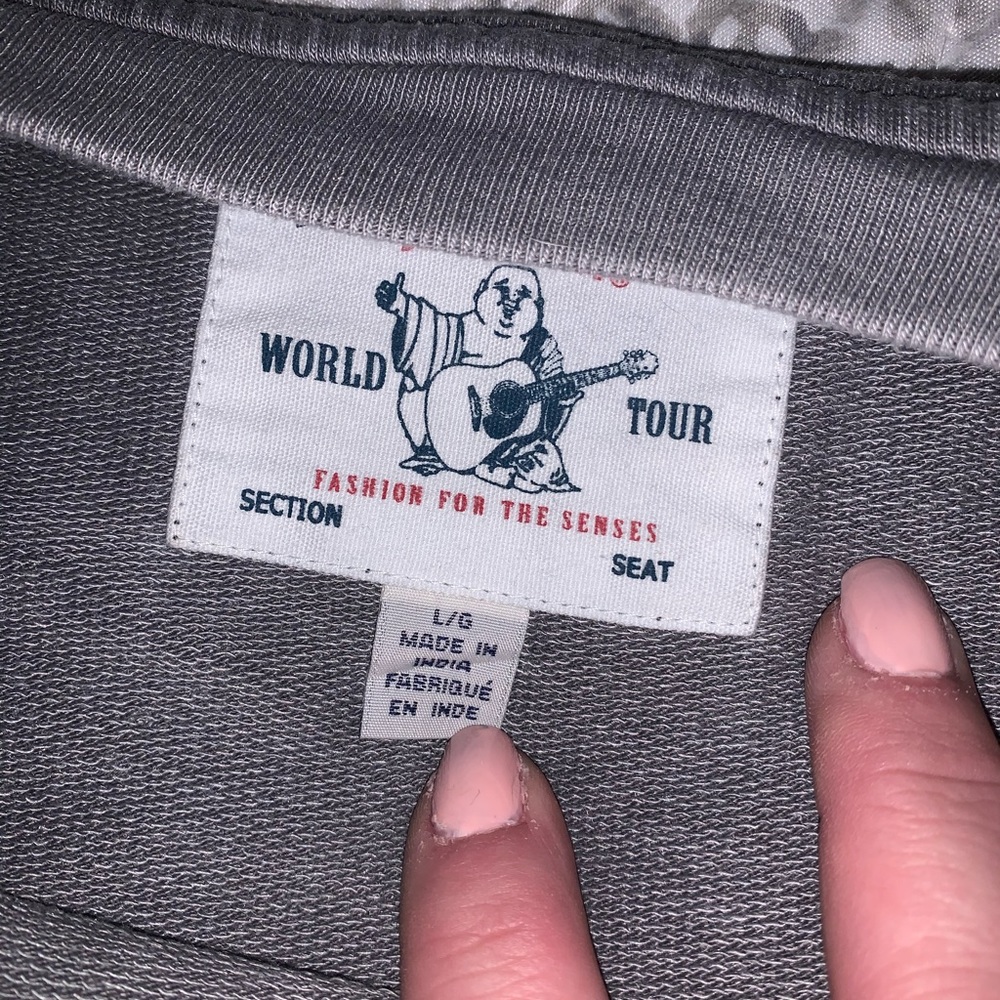 WORLD TOUR
FASHION FOR THE SENSES
SECTION SEAT
L/G
MADE IN
INDIA
FABRIQUÉ
EN INDE